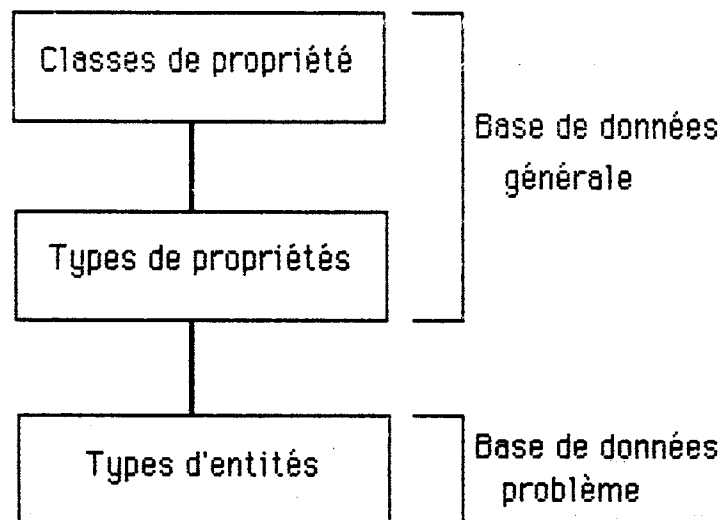 Classes de propriété
Base de données
générale
Types de propriétés
Types d'entités
Base de données
problème